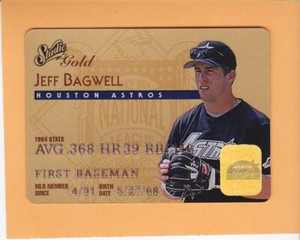 Studio Gold
JEFF BAGWELL
HOUSTON ASTROS
1994 STATS
AVG .368 HR 39 RBI
FIRST BASEMAN
MLB MEMBER SINCE 4/91 BIRTH DATE 5/27/68